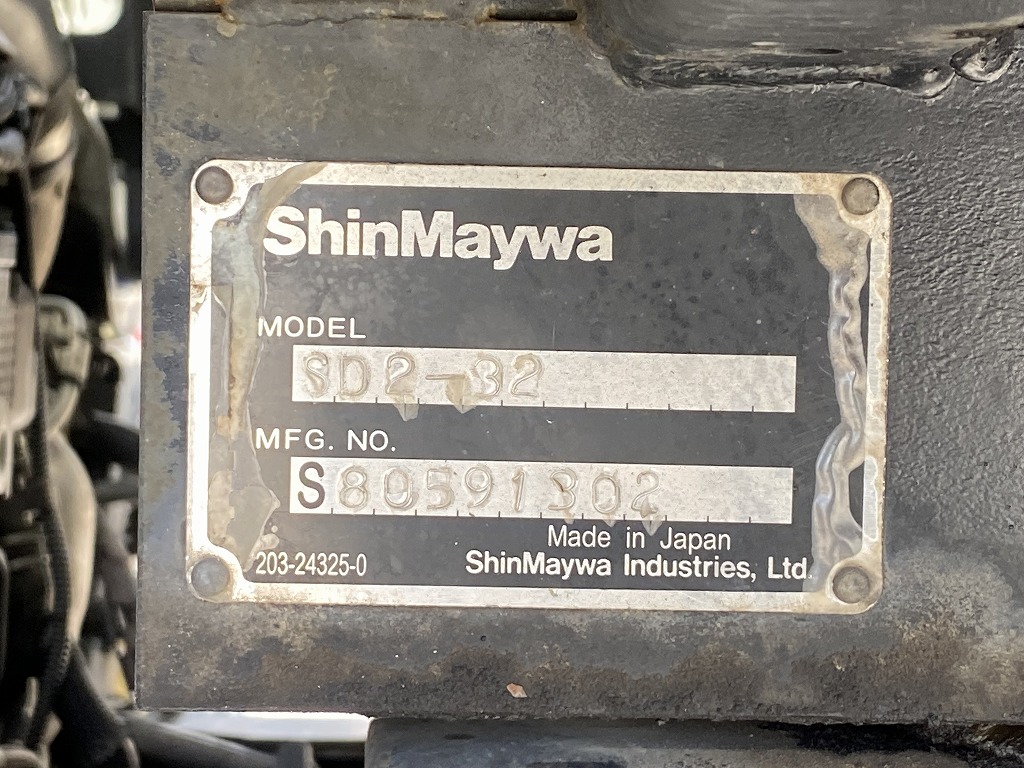 ShinMaywa
MODEL
SD2-32
MFG. NO.
S80591302
Made in Japan
203-24325-0 ShinMaywa Industries, Ltd.